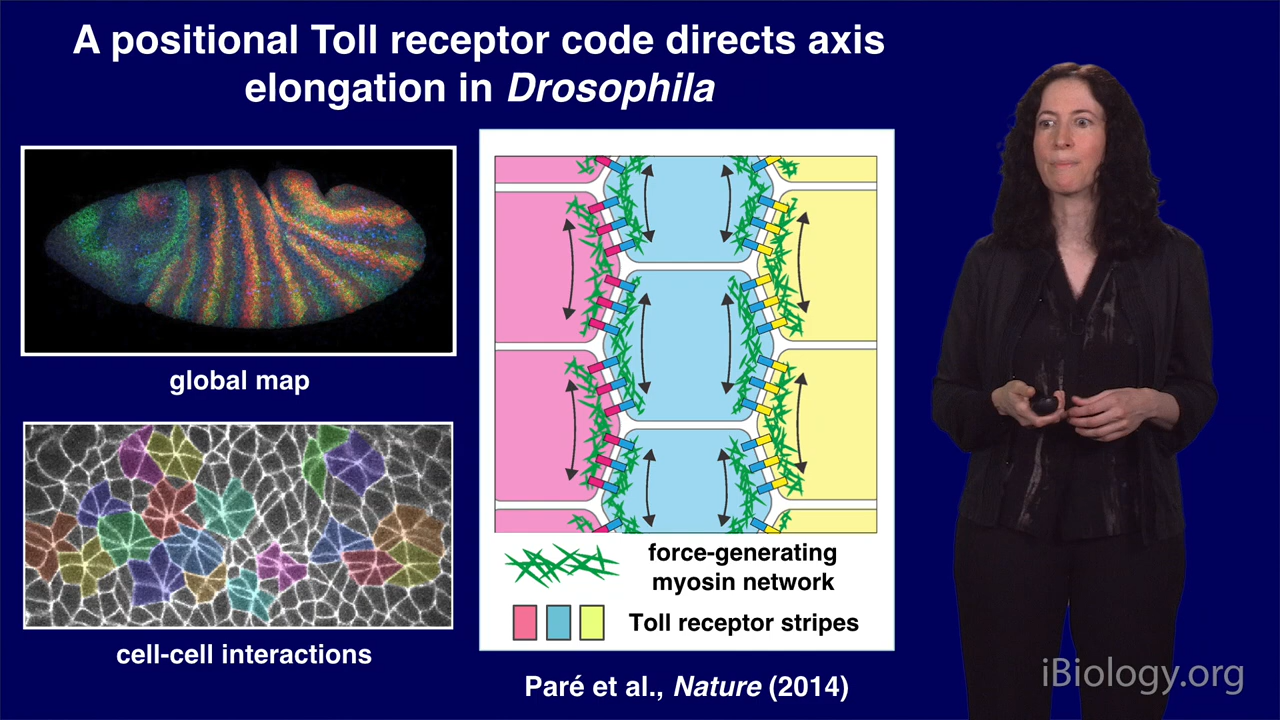 A positional Toll receptor code directs axis
elongation in Drosophila
global map
cell-cell interactions
force-generating
myosin network
Toll receptor stripes
Paré et al., Nature (2014)
iBiology.org